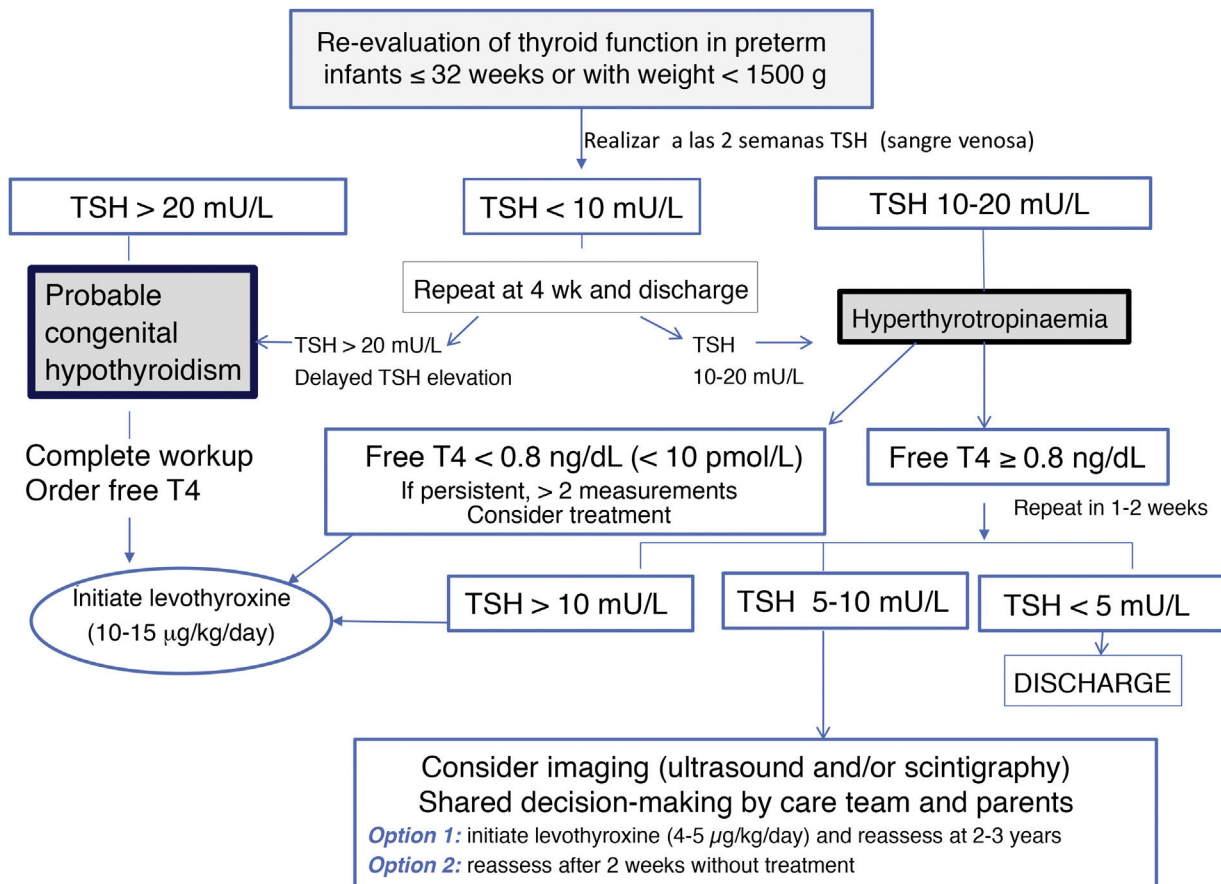 Re-evaluation of thyroid function in preterm
infants ≤ 32 weeks or with weight < 1500 g
Realizar a las 2 semanas TSH (sangre venosa)
TSH > 20 mU/L
TSH < 10 mU/L
TSH 10-20 mU/L
Probable
congenital
hypothyroidism
Repeat at 4 wk and discharge
Hyperthyrotropinaemia
TSH > 20 mU/L
Delayed TSH elevation
TSH
10-20 mU/L
Complete workup
Order free T4
Free T4 < 0.8 ng/dL (< 10 pmol/L)
If persistent, > 2 measurements
Consider treatment
Free T4 ≥ 0.8 ng/dL
Repeat in 1-2 weeks
Initiate levothyroxine
(10-15 μg/kg/day)
TSH > 10 mU/L
TSH 5-10 mU/L
TSH < 5 mU/L
DISCHARGE
Consider imaging (ultrasound and/or scintigraphy)
Shared decision-making by care team and parents
Option 1: initiate levothyroxine (4-5 μg/kg/day) and reassess at 2-3 years
Option 2: reassess after 2 weeks without treatment